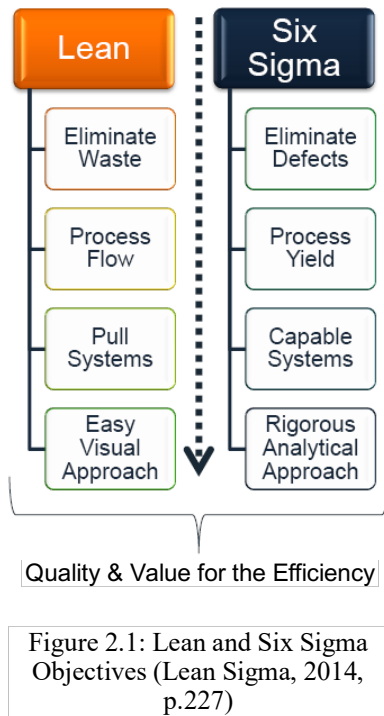 Lean
Eliminate
Waste
Process
Flow
Pull
Systems
Easy
Visual
Approach
Six
Sigma
Eliminate
Defects
Process
Yield
Capable
Systems
Rigorous
Analytical
Approach
Quality & Value for the Efficiency
Figure 2.1: Lean and Six Sigma
Objectives (Lean Sigma, 2014,
p.227)